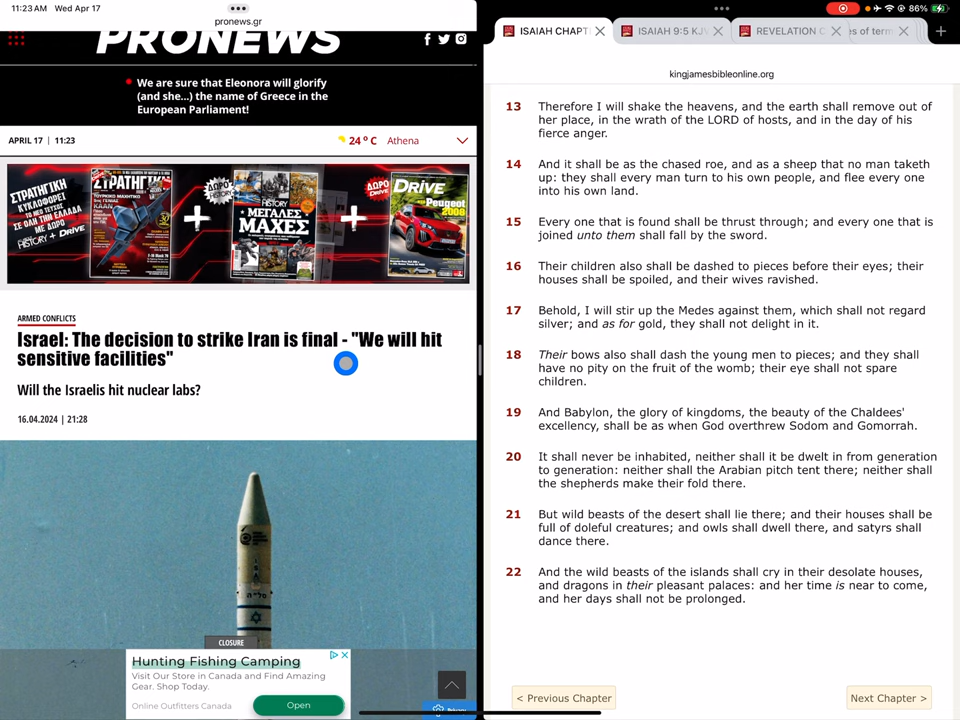 11:23 AM Wed Apr 17
pronews.gr
PRONEWS
We are sure that Eleonora will glorify
(and she...) the name of Greece in the
European Parliament!
APRIL 17 | 11:23
24 °C Athena
ΣΤΡΑΤΗΓΙΚΗ
ΚΥΚΛΟΦΟΡΕΙ
ΤΟ ΝΕΟ ΤΕΥΧΟΣ
ΣΕ ΟΛΗ ΤΗΝ ΕΛΛΑΔΑ
ΜΕ ΔΩΡΟ
HISTORY + DRIVE
ΣΤΡΑΤΗΓΙΚΗ
ΚΑΑΝ
+
ΔΩΡΟ
HISTORY
ΜΕΓΑΛΕΣ
ΜΑΧΕΣ
+
ΔΩΡΟ
DRIVE
DRIVE
Peugeot
2008
ARMED CONFLICTS
Israel: The decision to strike Iran is final - "We will hit
sensitive facilities"
Will the Israelis hit nuclear labs?
16.04.2024 | 21:28
CLOSURE
Hunting Fishing Camping
Visit Our Store in Canada and Find Amazing
Gear. Shop Today.
Online Outfitters Canada
Open
86%
ISAIAH CHAPT
ISAIAH 9:5 KJV
REVELATION C
es of term
kingjamesbibleonline.org
13 Therefore I will shake the heavens, and the earth shall remove out of
her place, in the wrath of the LORD of hosts, and in the day of his
fierce anger.
14 And it shall be as the chased roe, and as a sheep that no man taketh
up: they shall every man turn to his own people, and flee every one
into his own land.
15 Every one that is found shall be thrust through; and every one that is
joined unto them shall fall by the sword.
16 Their children also shall be dashed to pieces before their eyes; their
houses shall be spoiled, and their wives ravished.
17 Behold, I will stir up the Medes against them, which shall not regard
silver; and as for gold, they shall not delight in it.
18 Their bows also shall dash the young men to pieces; and they shall
have no pity on the fruit of the womb; their eye shall not spare
children.
19 And Babylon, the glory of kingdoms, the beauty of the Chaldees'
excellency, shall be as when God overthrew Sodom and Gomorrah.
20 It shall never be inhabited, neither shall it be dwelt in from generation
to generation: neither shall the Arabian pitch tent there; neither shall
the shepherds make their fold there.
21 But wild beasts of the desert shall lie there; and their houses shall be
full of doleful creatures; and owls shall dwell there, and satyrs shall
dance there.
22 And the wild beasts of the islands shall cry in their desolate houses,
and dragons in their pleasant palaces: and her time is near to come,
and her days shall not be prolonged.
< Previous Chapter
Next Chapter >